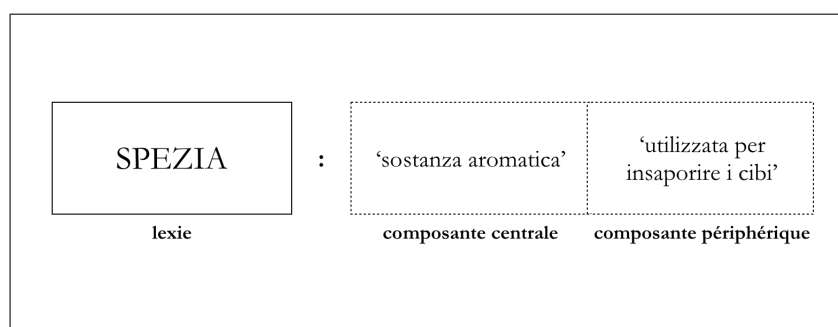 SPEZIA : ‘sostanza aromatica’ ‘utilizzata per
insaporire i cibi’
lexie composante centrale composante périphérique